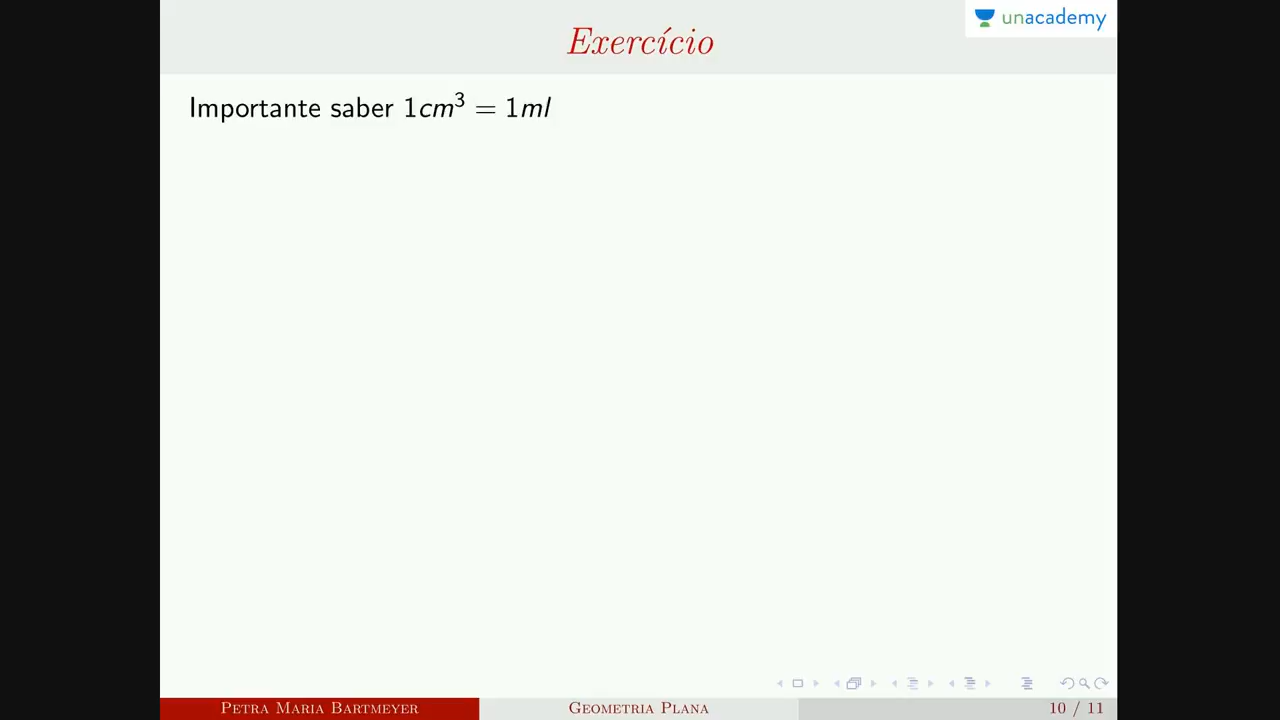 unacademy
Exercício
Importante saber 1cm³ = 1ml
Petra Maria Bartmeyer
Geometria Plana
10 / 11